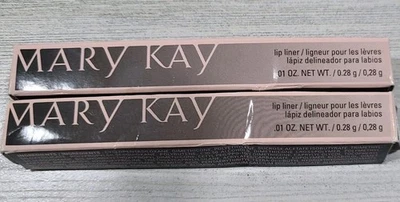 MARY KAY
lip liner / ligneur pour les lèvres
lápiz delineador para labios
.01 OZ. NET WT. / 0.28 g / 0,28 g
MARY KAY
lip liner / ligneur pour les lèvres
lápiz delineador para labios
.01 OZ. NET WT. / 0.28 g / 0,28 g